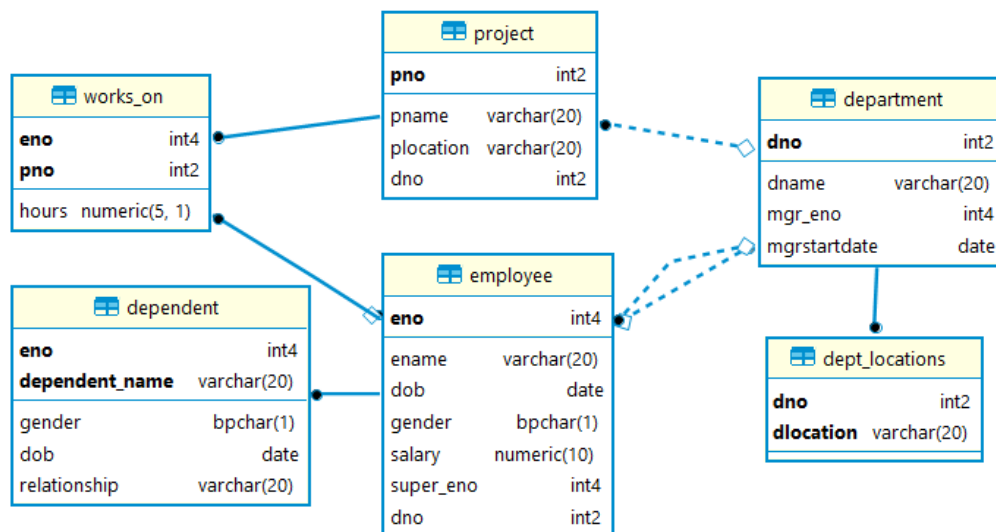 project
pno int2
pname varchar(20)
plocation varchar(20)
dno int2
works_on
eno int4
pno int2
hours numeric(5, 1)
department
dno int2
dname varchar(20)
mgr_eno int4
mgrstartdate date
employee
eno int4
ename varchar(20)
dob date
gender bpchar(1)
salary numeric(10)
super_eno int4
dno int2
dependent
eno int4
dependent_name varchar(20)
gender bpchar(1)
dob date
relationship varchar(20)
dept_locations
dno int2
dlocation varchar(20)